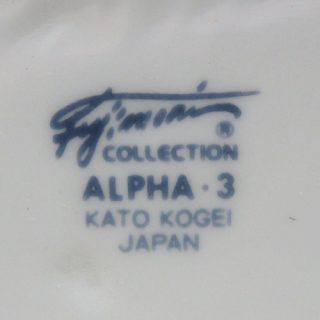 Fujimori ®
COLLECTION
ALPHA · 3
KATO KOGEI
JAPAN